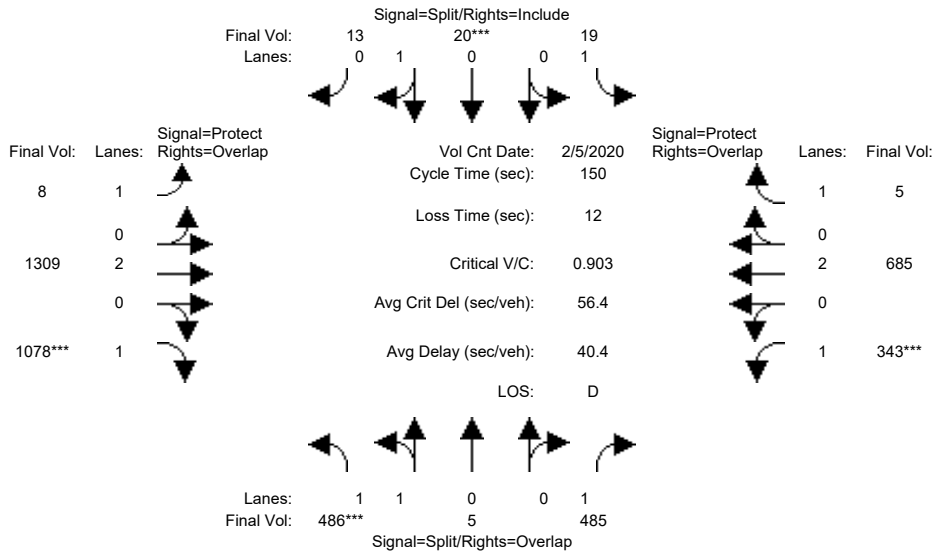 Signal=Split/Rights=Include
Final Vol: 13 20*** 19
Lanes: 0 1 0 0 1
Signal=Protect
Final Vol: Lanes: Rights=Overlap
Vol Cnt Date: 2/5/2020
Signal=Protect
Rights=Overlap Lanes: Final Vol:
Cycle Time (sec): 150
8 1
1 5
Loss Time (sec): 12
0
0
1309 2
Critical V/C: 0.903
2 685
0
Avg Crit Del (sec/veh): 56.4
0
1078*** 1
Avg Delay (sec/veh): 40.4
1 343***
LOS: D
Lanes: 1 1 0 0 1
Final Vol: 486*** 5 485
Signal=Split/Rights=Overlap